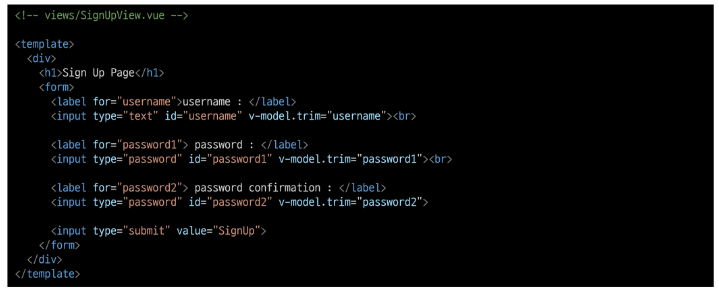 <!-- views/SignUpView.vue -->
<template>
<div>
<h1>Sign Up Page</h1>
<form>
<label for="username">username : </label>
<input type="text" id="username" v-model.trim="username"><br>
<label for="password1"> password : </label>
<input type="password" id="password1" v-model.trim="password1"><br>
<label for="password2"> password confirmation : </label>
<input type="password" id="password2" v-model.trim="password2">
<input type="submit" value="SignUp">
</form>
</div>
</template>